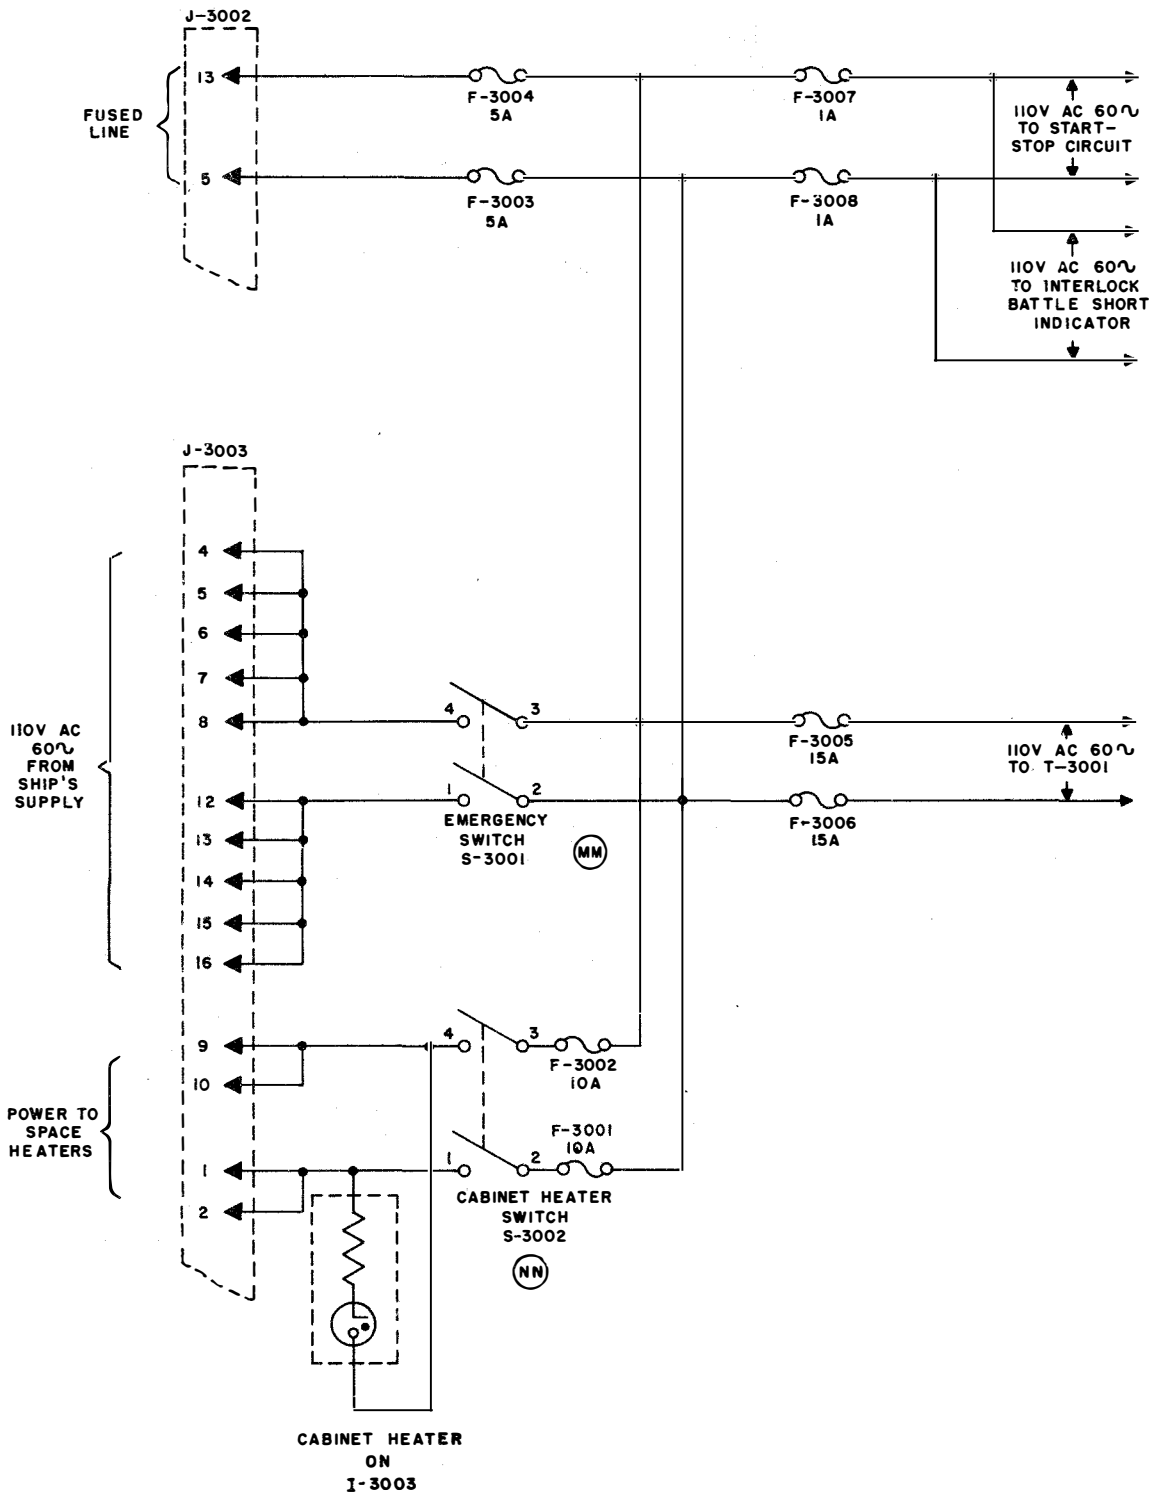 J-3002
13
F-3004
5A
F-3007
1A
FUSED
LINE
110V AC 60~
TO START-
STOP CIRCUIT
5
F-3003
5A
F-3008
1A
110V AC 60~
TO INTERLOCK
BATTLE SHORT
INDICATOR
J-3003
4
5
6
7
8
4
3
F-3005
15A
110V AC
60~
FROM
SHIP'S
SUPPLY
110V AC 60~
TO T-3001
12
1
2
F-3006
15A
EMERGENCY
SWITCH
S-3001
MM
13
14
15
16
9
4
3
F-3002
10A
10
POWER TO
SPACE
HEATERS
F-3001
10A
1
1
2
2
CABINET HEATER
SWITCH
S-3002
NN
CABINET HEATER
ON
I-3003